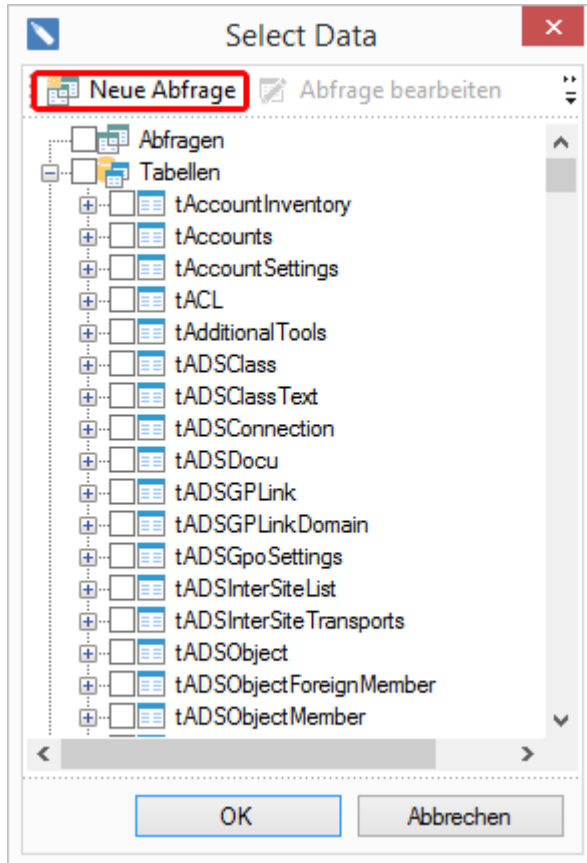 Select Data
Neue Abfrage Abfrage bearbeiten
Abfragen
Tabellen
tAccountInventory
tAccounts
tAccountSettings
tACL
tAdditionalTools
tADSClass
tADSClassText
tADSConnection
tADSDocu
tADSGPLink
tADSGPLinkDomain
tADSGpoSettings
tADSInterSiteList
tADSInterSiteTransports
tADSObject
tADSObjectForeignMember
tADSObjectMember
OK Abbrechen